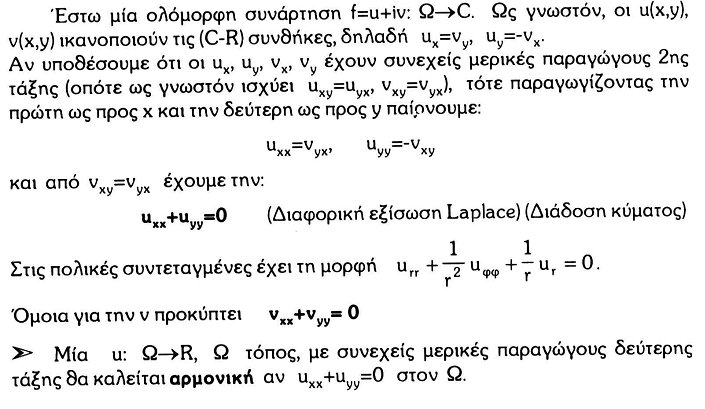 Έστω μία ολόμορφη συνάρτηση f=u+iv: Ω→C. Ως γνωστόν, οι u(x,y),
v(x,y) ικανοποιούν τις (C-R) συνθήκες, δηλαδή u_x=v_y, u_y=-v_x.
Αν υποθέσουμε ότι οι u_x, u_y, v_x, v_y έχουν συνεχείς μερικές παραγώγους 2ης
τάξης (οπότε ως γνωστόν ισχύει u_xy=u_yx, v_xy=v_yx), τότε παραγωγίζοντας την
πρώτη ως προς x και την δεύτερη ως προς y παίρνουμε:
u_xx=v_yx, u_yy=-v_xy
και από v_xy=v_yx έχουμε την:
u_xx+u_yy=0 (Διαφορική εξίσωση Laplace) (Διάδοση κύματος)
Στις πολικές συντεταγμένες έχει τη μορφή u_rr + 1/r² u_φφ + 1/r u_r = 0.
Όμοια για την v προκύπτει v_xx+v_yy= 0
➢ Μία u: Ω→R, Ω τόπος, με συνεχείς μερικές παραγώγους δεύτερης
τάξης θα καλείται αρμονική αν u_xx+u_yy=0 στον Ω.